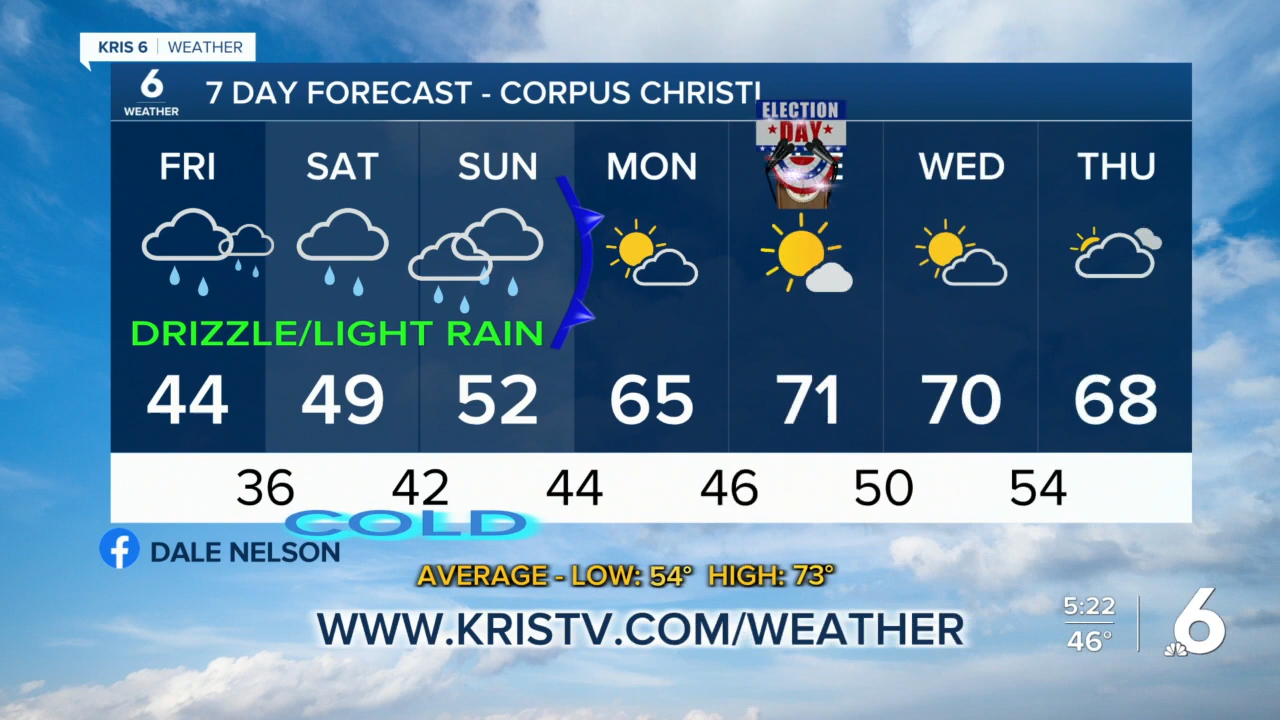 KRIS 6 | WEATHER
6
WEATHER
7 DAY FORECAST - CORPUS CHRISTI
ELECTION
DAY
FRI SAT SUN MON E WED THU
DRIZZLE/LIGHT RAIN
44 49 52 65 71 70 68
36 42 44 46 50 54
COLD
f DALE NELSON
AVERAGE - LOW: 54° HIGH: 73°
WWW.KRISTV.COM/WEATHER
5:22
46°
6